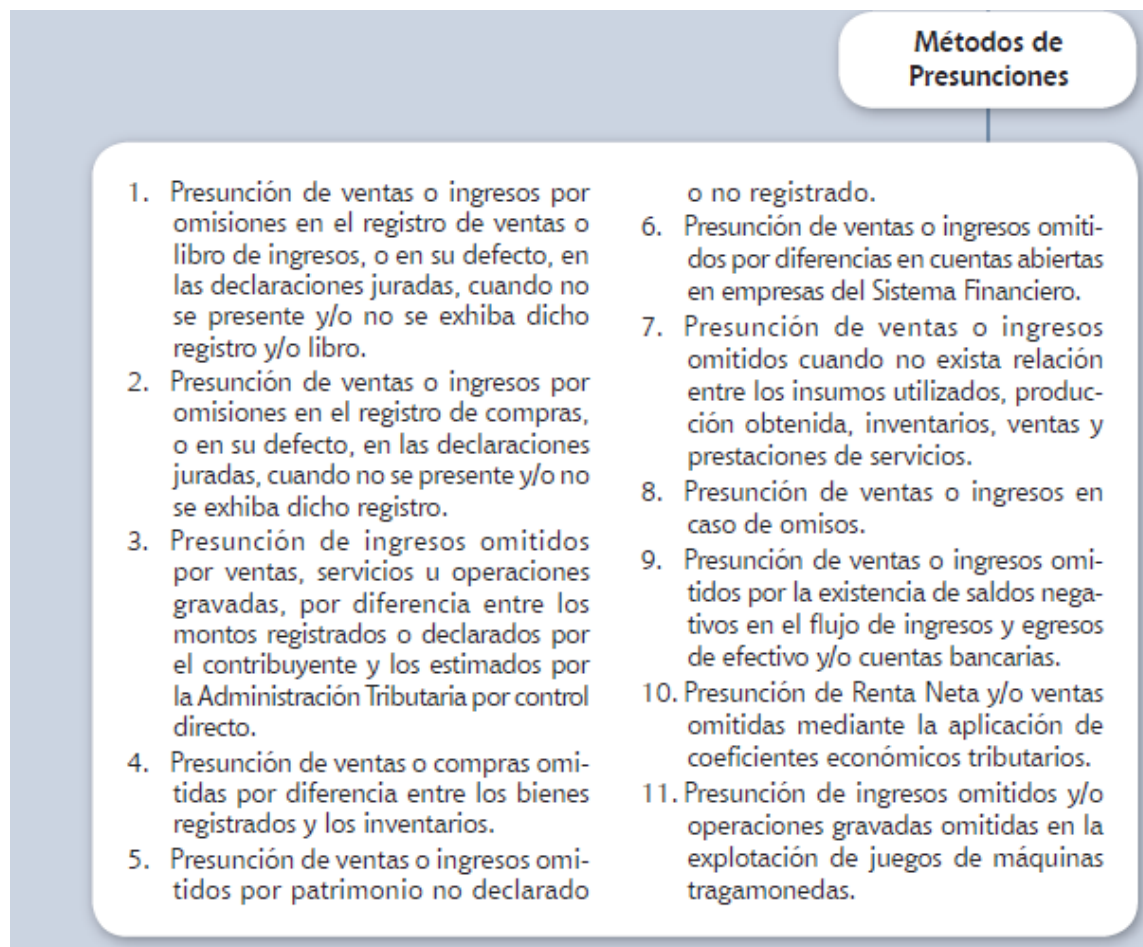 Métodos de
Presunciones
1. Presunción de ventas o ingresos por
omisiones en el registro de ventas o
libro de ingresos, o en su defecto, en
las declaraciones juradas, cuando no
se presente y/o no se exhiba dicho
registro y/o libro.
2. Presunción de ventas o ingresos por
omisiones en el registro de compras,
o en su defecto, en las declaraciones
juradas, cuando no se presente y/o no
se exhiba dicho registro.
3. Presunción de ingresos omitidos
por ventas, servicios u operaciones
gravadas, por diferencia entre los
montos registrados o declarados por
el contribuyente y los estimados por
la Administración Tributaria por control
directo.
4. Presunción de ventas o compras omi-
tidas por diferencia entre los bienes
registrados y los inventarios.
5. Presunción de ventas o ingresos omi-
tidos por patrimonio no declarado
o no registrado.
6. Presunción de ventas o ingresos omiti-
dos por diferencias en cuentas abiertas
en empresas del Sistema Financiero.
7. Presunción de ventas o ingresos
omitidos cuando no exista relación
entre los insumos utilizados, produc-
ción obtenida, inventarios, ventas y
prestaciones de servicios.
8. Presunción de ventas o ingresos en
caso de omisos.
9. Presunción de ventas o ingresos omi-
tidos por la existencia de saldos nega-
tivos en el flujo de ingresos y egresos
de efectivo y/o cuentas bancarias.
10. Presunción de Renta Neta y/o ventas
omitidas mediante la aplicación de
coeficientes económicos tributarios.
11. Presunción de ingresos omitidos y/o
operaciones gravadas omitidas en la
explotación de juegos de máquinas
tragamonedas.